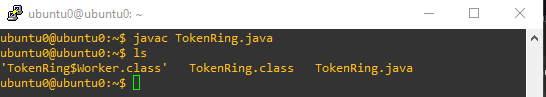 ubuntu0@ubuntu0: ~
ubuntu0@ubuntu0:~$ javac TokenRing.java
ubuntu0@ubuntu0:~$ ls
'TokenRing$Worker.class'   TokenRing.class   TokenRing.java
ubuntu0@ubuntu0:~$